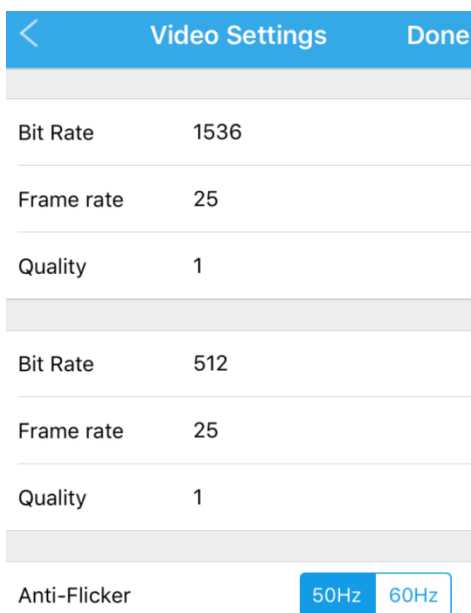 Video Settings Done
Bit Rate 1536
Frame rate 25
Quality 1
Bit Rate 512
Frame rate 25
Quality 1
Anti-Flicker 50Hz 60Hz